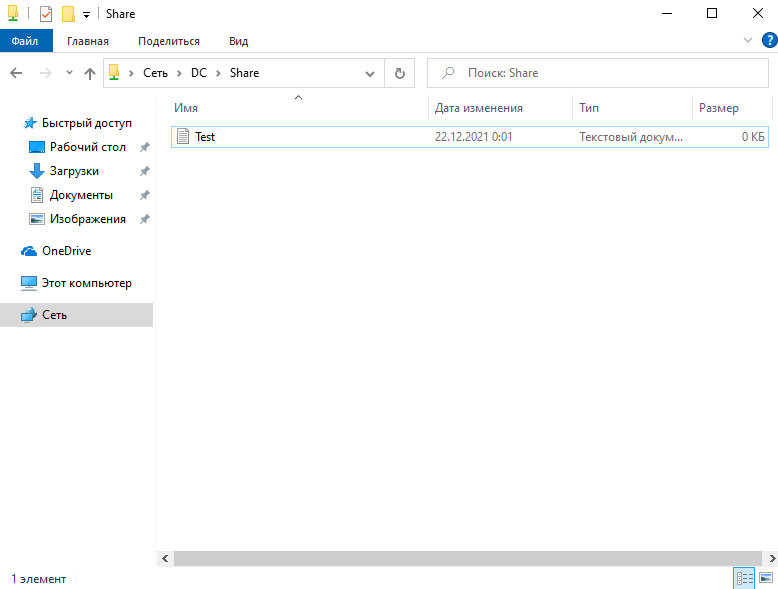 Share
Файл Главная Поделиться Вид
Сеть DC Share Поиск: Share
Имя Дата изменения Тип Размер
Test 22.12.2021 0:01 Текстовый докум... 0 КБ
Быстрый доступ
Рабочий стол
Загрузки
Документы
Изображения
OneDrive
Этот компьютер
Сеть
1 элемент